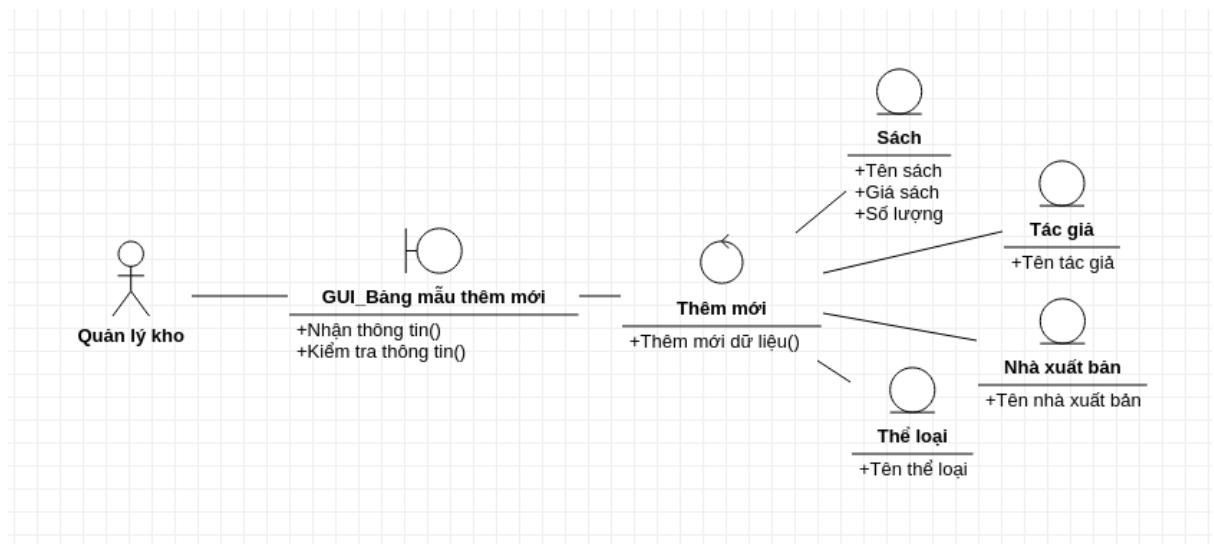 Quản lý kho
GUI_Bảng mẫu thêm mới
+Nhận thông tin()
+Kiểm tra thông tin()
Thêm mới
+Thêm mới dữ liệu()
Sách
+Tên sách
+Giá sách
+Số lượng
Tác giả
+Tên tác giả
Nhà xuất bản
+Tên nhà xuất bản
Thể loại
+Tên thể loại